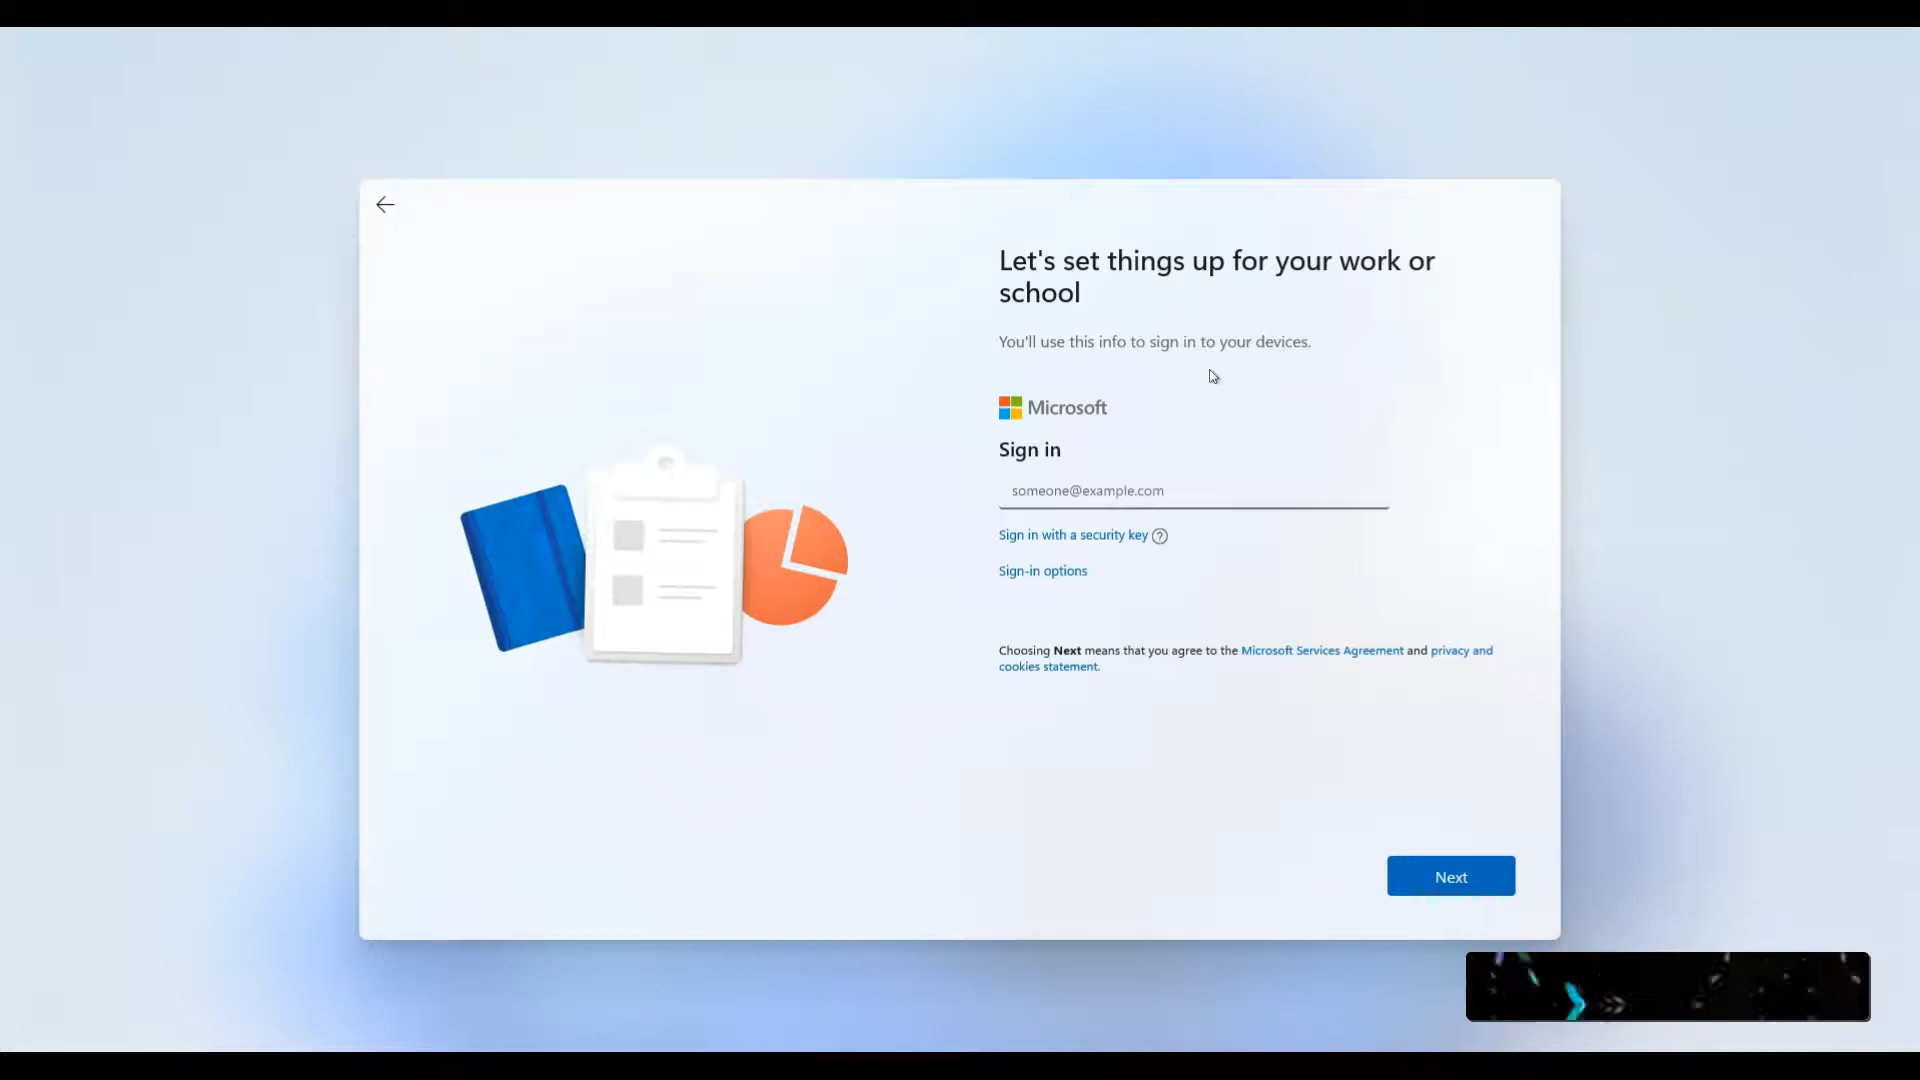 Let's set things up for your work or
school
You'll use this info to sign in to your devices.
Microsoft
Sign in
someone@example.com
Sign in with a security key ?
Sign-in options
Choosing Next means that you agree to the Microsoft Services Agreement and privacy and
cookies statement.
Next